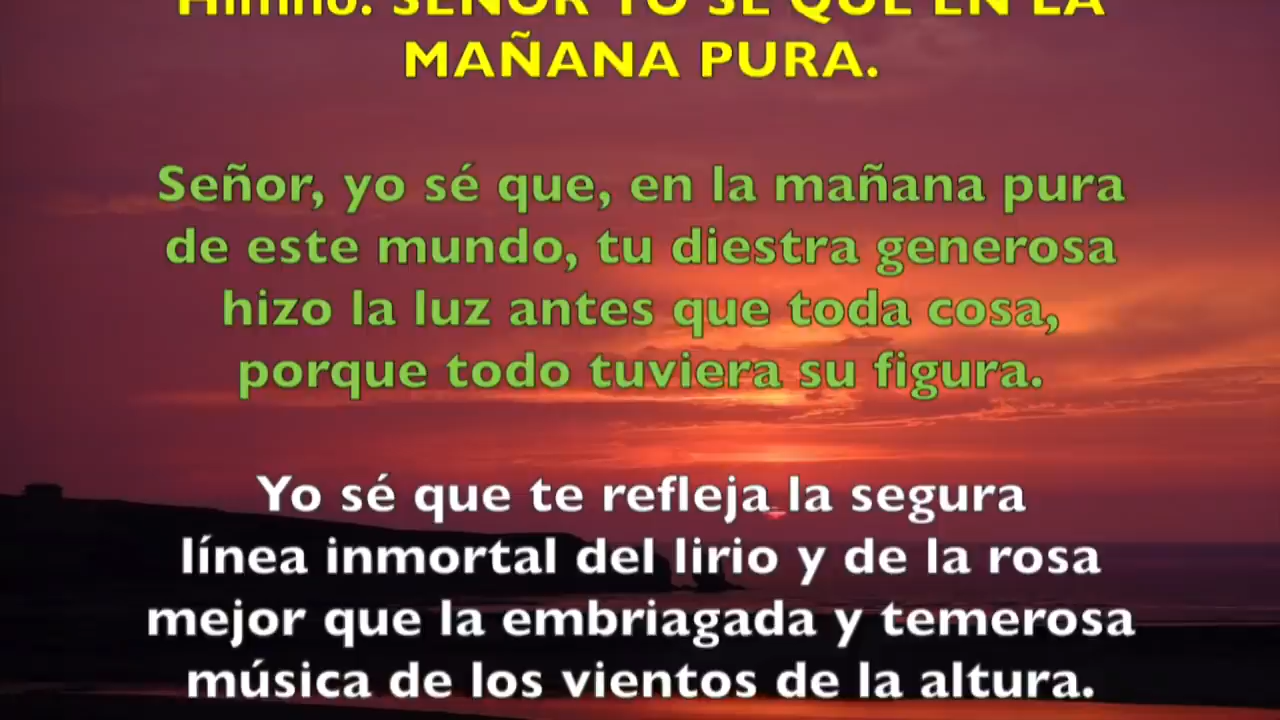 Himno: SEÑOR YO SÉ QUE EN LA
MAÑANA PURA.
Señor, yo sé que, en la mañana pura
de este mundo, tu diestra generosa
hizo la luz antes que toda cosa,
porque todo tuviera su figura.
Yo sé que te refleja la segura
línea inmortal del lirio y de la rosa
mejor que la embriagada y temerosa
música de los vientos de la altura.